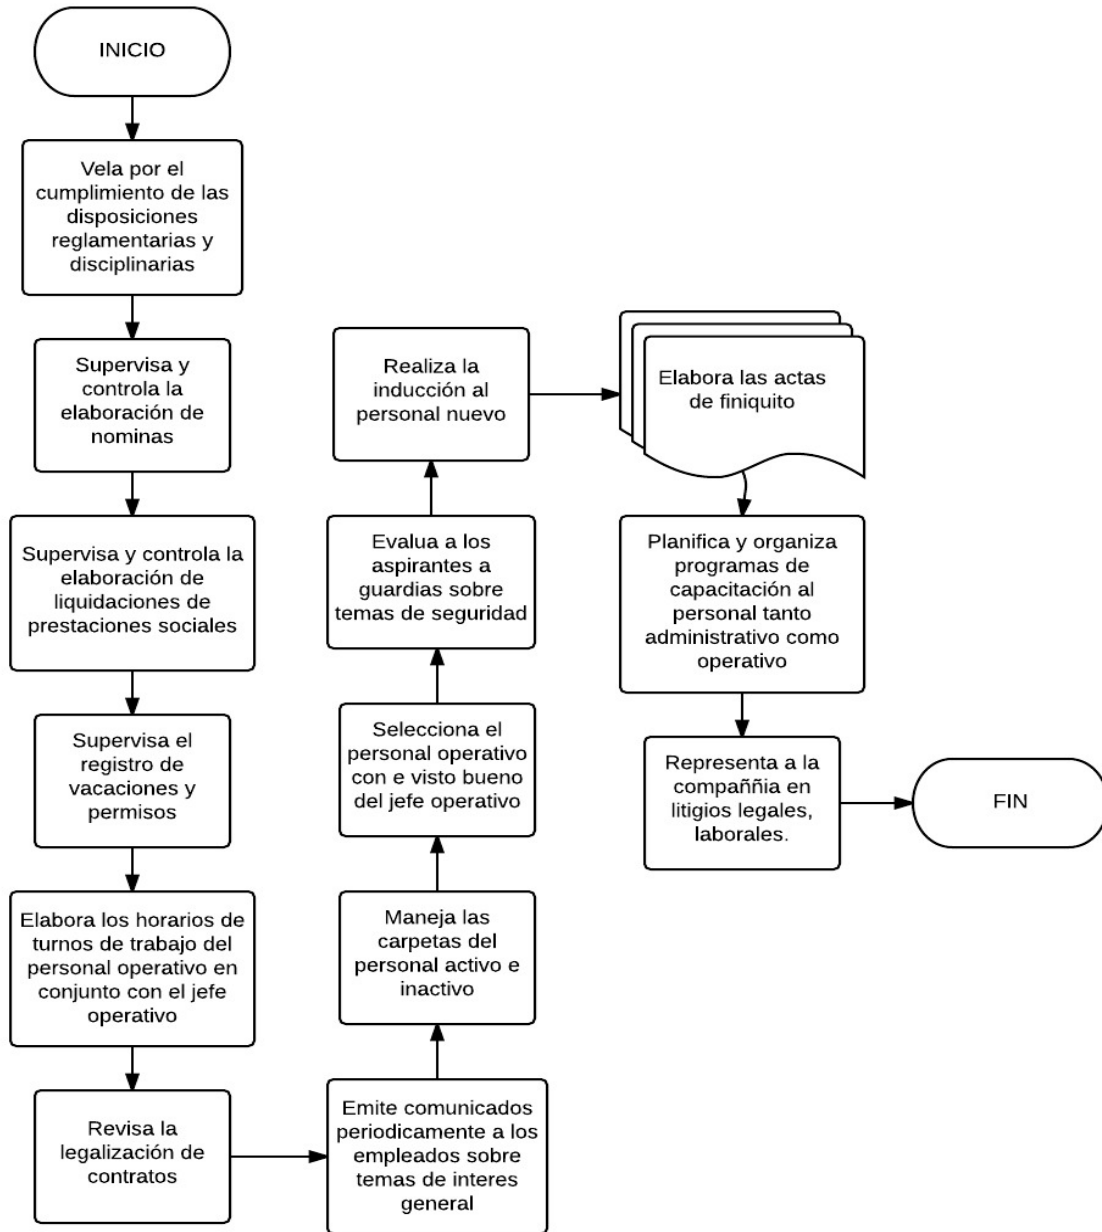 INICIO
Vela por el
cumplimiento de las
disposiciones
reglamentarias y
disciplinarias
Supervisa y
controla la
elaboración de
nominas
Supervisa y controla la
elaboración de
liquidaciones de
prestaciones sociales
Supervisa el
registro de
vacaciones y
permisos
Elabora los horarios de
turnos de trabajo del
personal operativo en
conjunto con el jefe
operativo
Revisa la
legalización de
contratos
Emite comunicados
periodicamente a los
empleados sobre
temas de interes
general
Maneja las
carpetas del
personal activo e
inactivo
Selecciona el
personal operativo
con e visto bueno
del jefe operativo
Evalua a los
aspirantes a
guardias sobre
temas de seguridad
Realiza la
inducción al
personal nuevo
Elabora las actas
de finiquito
Planifica y organiza
programas de
capacitación al
personal tanto
administrativo como
operativo
Representa a la
compaññia en
litigios legales,
laborales.
FIN